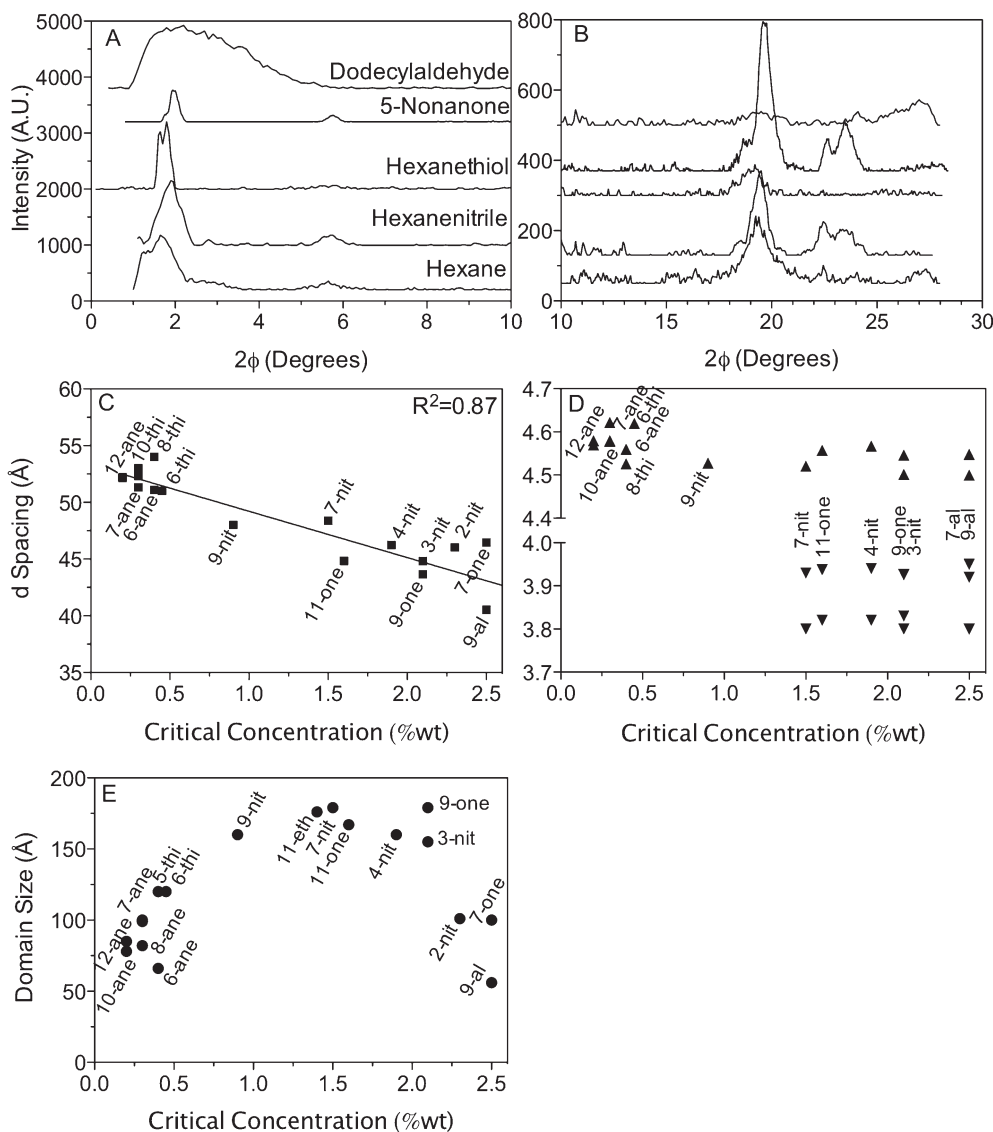 A
5000
4000
3000
2000
1000
0
Intensity (A.U.)
Dodecylaldehyde
5-Nonanone
Hexanethiol
Hexanenitrile
Hexane
0 2 4 6 8 10
2ϕ (Degrees)
B
800
600
400
200
0
10 15 20 25 30
2ϕ (Degrees)
C
R²=0.87
60
55
50
45
40
35
d Spacing (Å)
12-ane
10-thi
8-thi
6-thi
7-ane
6-ane
9-nit
7-nit
11-one
4-nit
3-nit
9-one
2-nit
7-one
9-al
0.0 0.5 1.0 1.5 2.0 2.5
Critical Concentration (%wt)
D
4.7
4.6
4.5
4.4
4.0
3.9
3.8
3.7
12-ane
7-ane
6-thi
10-ane
6-ane
8-thi
9-nit
7-nit
11-one
4-nit
9-one
3-nit
7-al
9-al
0.0 0.5 1.0 1.5 2.0 2.5
Critical Concentration (%wt)
E
200
150
100
50
0
Domain Size (Å)
12-ane
7-ane
5-thi
6-thi
10-ane
8-ane
6-ane
9-nit
11-eth
7-nit
11-one
4-nit
9-one
3-nit
2-nit
7-one
9-al
0.0 0.5 1.0 1.5 2.0 2.5
Critical Concentration (%wt)